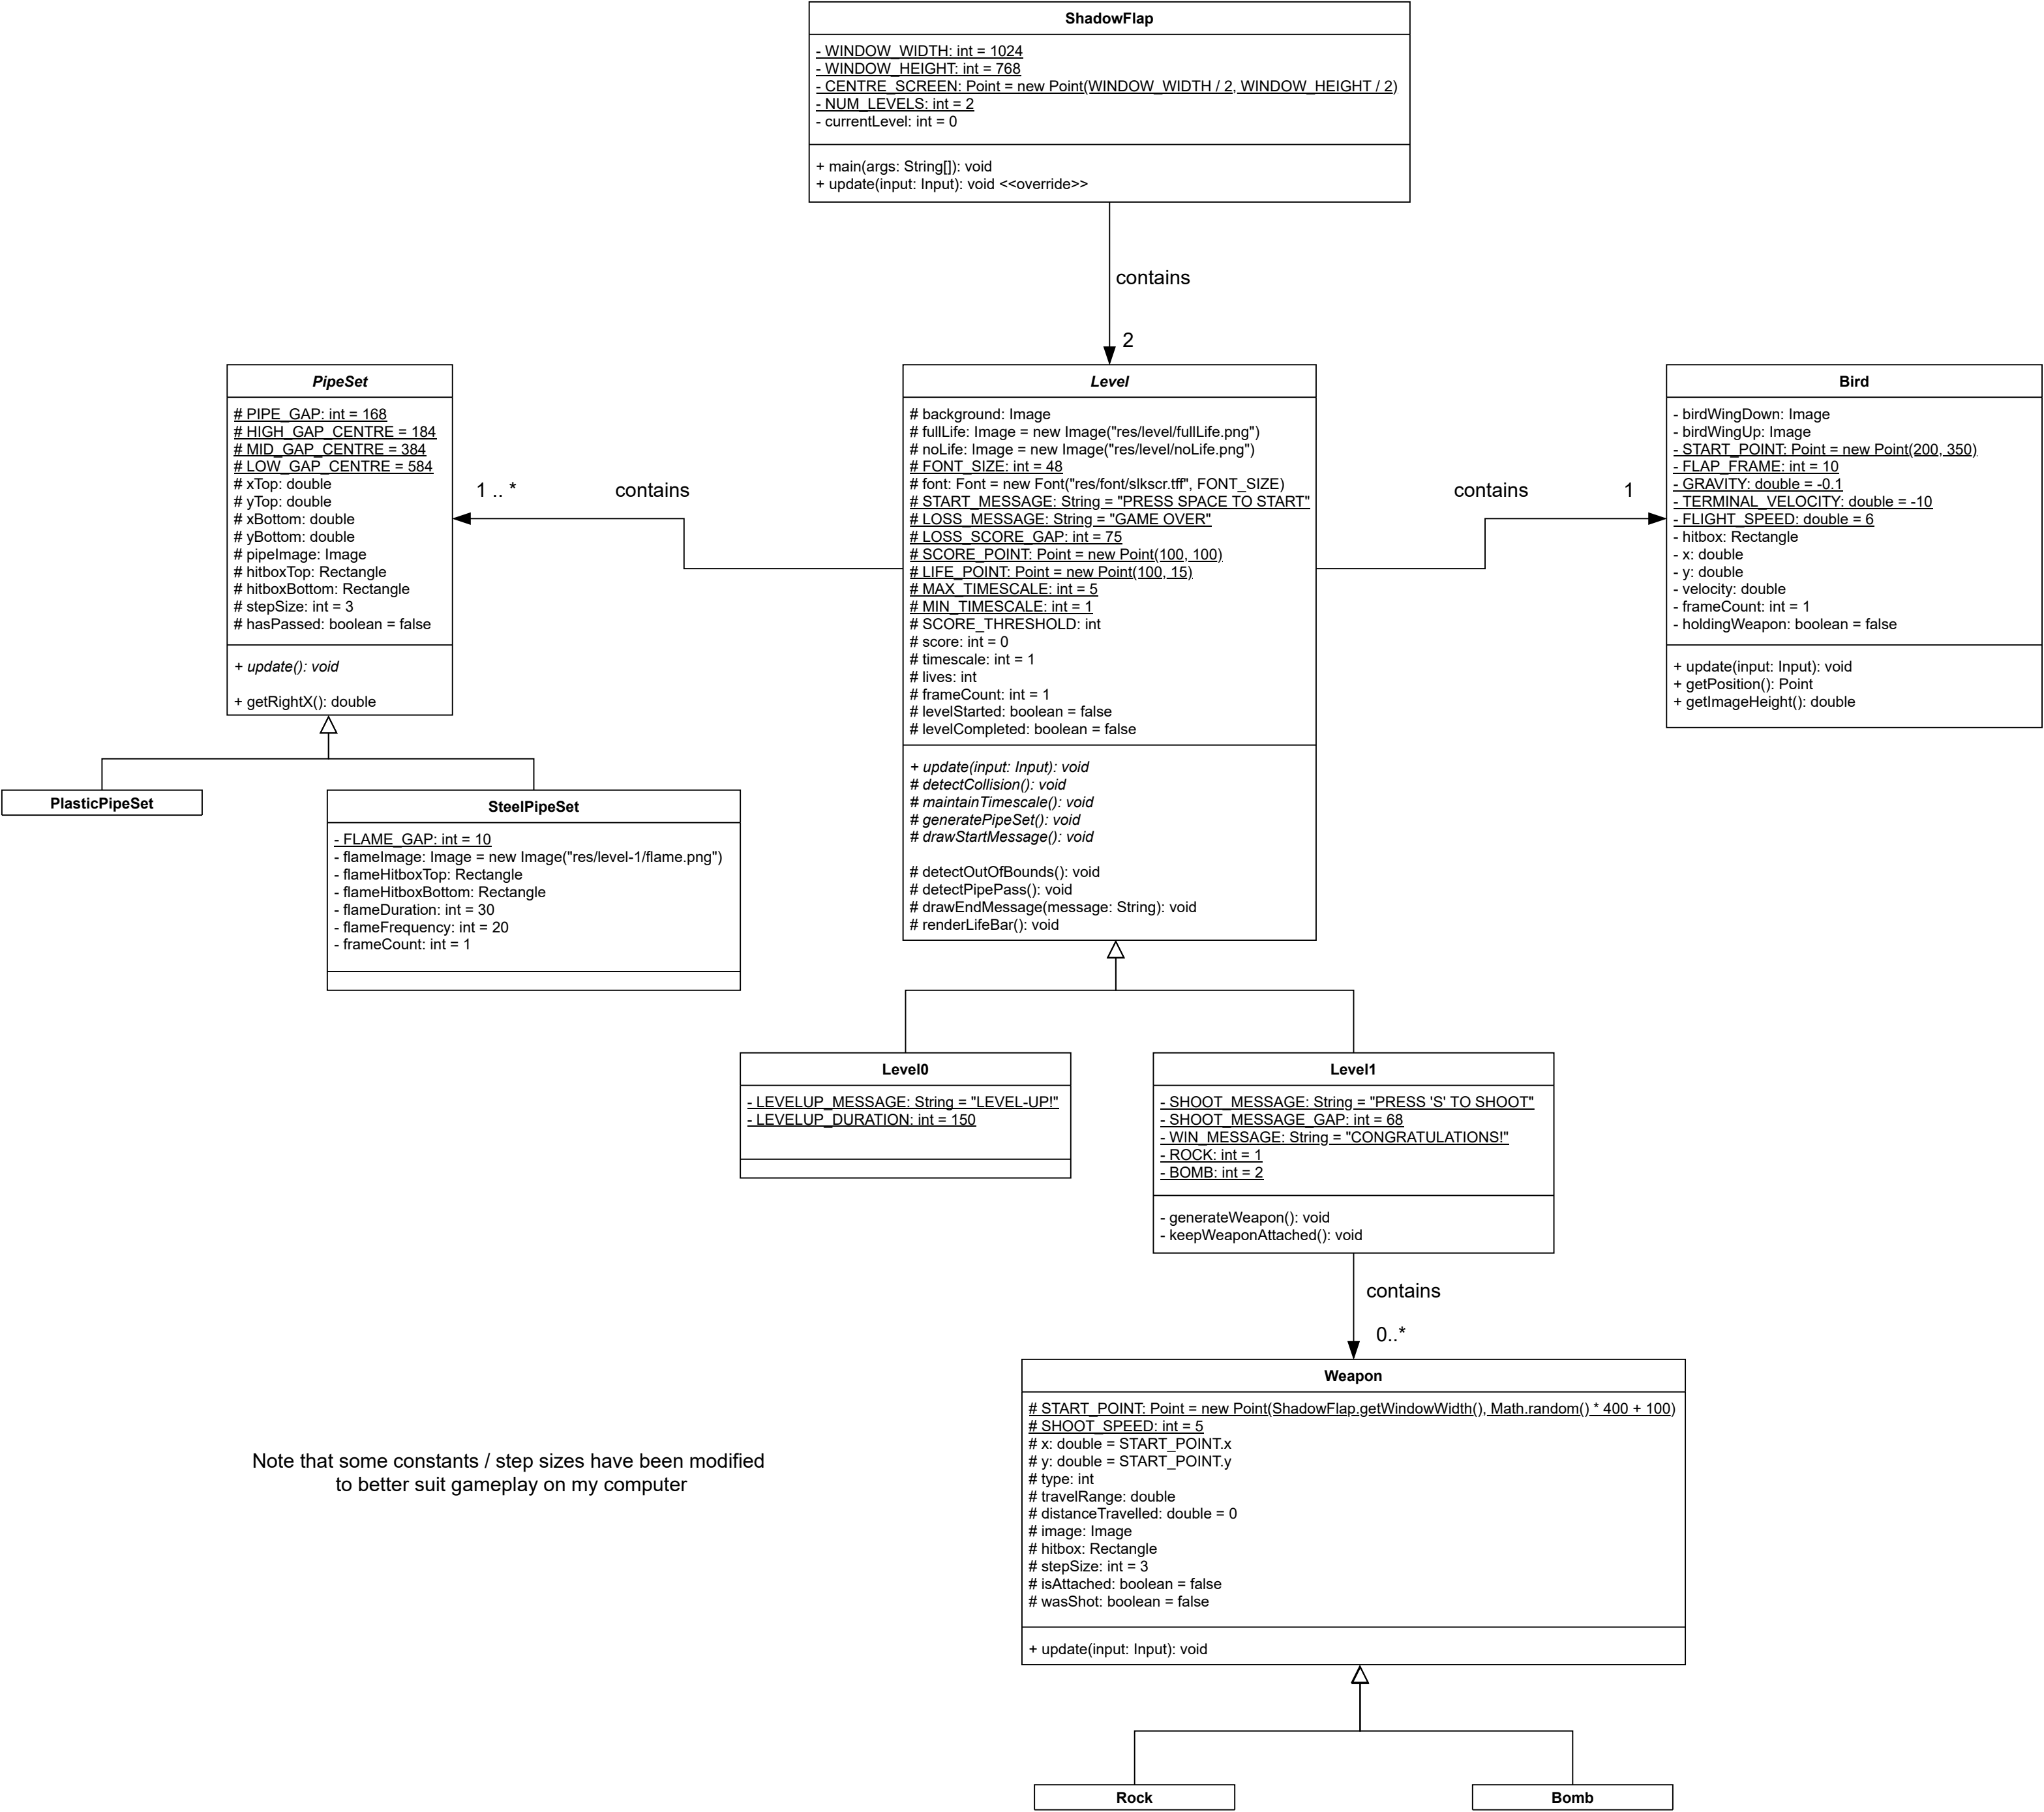 ShadowFlap
- WINDOW_WIDTH: int = 1024
- WINDOW_HEIGHT: int = 768
- CENTRE_SCREEN: Point = new Point(WINDOW_WIDTH / 2, WINDOW_HEIGHT / 2)
- NUM_LEVELS: int = 2
- currentLevel: int = 0
+ main(args: String[]): void
+ update(input: Input): void <<override>>
contains
2
PipeSet
# PIPE_GAP: int = 168
# HIGH_GAP_CENTRE = 184
# MID_GAP_CENTRE = 384
# LOW_GAP_CENTRE = 584
# xTop: double
# yTop: double
# xBottom: double
# yBottom: double
# pipeImage: Image
# hitboxTop: Rectangle
# hitboxBottom: Rectangle
# stepSize: int = 3
# hasPassed: boolean = false
+ update(): void
+ getRightX(): double
1 .. *
contains
Level
# background: Image
# fullLife: Image = new Image("res/level/fullLife.png")
# noLife: Image = new Image("res/level/noLife.png")
# FONT_SIZE: int = 48
# font: Font = new Font("res/font/slkscr.tff", FONT_SIZE)
# START_MESSAGE: String = "PRESS SPACE TO START"
# LOSS_MESSAGE: String = "GAME OVER"
# LOSS_SCORE_GAP: int = 75
# SCORE_POINT: Point = new Point(100, 100)
# LIFE_POINT: Point = new Point(100, 15)
# MAX_TIMESCALE: int = 5
# MIN_TIMESCALE: int = 1
# SCORE_THRESHOLD: int
# score: int = 0
# timescale: int = 1
# lives: int
# frameCount: int = 1
# levelStarted: boolean = false
# levelCompleted: boolean = false
+ update(input: Input): void
# detectCollision(): void
# maintainTimescale(): void
# generatePipeSet(): void
# drawStartMessage(): void
# detectOutOfBounds(): void
# detectPipePass(): void
# drawEndMessage(message: String): void
# renderLifeBar(): void
contains
1
Bird
- birdWingDown: Image
- birdWingUp: Image
- START_POINT: Point = new Point(200, 350)
- FLAP_FRAME: int = 10
- GRAVITY: double = -0.1
- TERMINAL_VELOCITY: double = -10
- FLIGHT_SPEED: double = 6
- hitbox: Rectangle
- x: double
- y: double
- velocity: double
- frameCount: int = 1
- holdingWeapon: boolean = false
+ update(input: Input): void
+ getPosition(): Point
+ getImageHeight(): double
PlasticPipeSet
SteelPipeSet
- FLAME_GAP: int = 10
- flameImage: Image = new Image("res/level-1/flame.png")
- flameHitboxTop: Rectangle
- flameHitboxBottom: Rectangle
- flameDuration: int = 30
- flameFrequency: int = 20
- frameCount: int = 1
Level0
- LEVELUP_MESSAGE: String = "LEVEL-UP!"
- LEVELUP_DURATION: int = 150
Level1
- SHOOT_MESSAGE: String = "PRESS 'S' TO SHOOT"
- SHOOT_MESSAGE_GAP: int = 68
- WIN_MESSAGE: String = "CONGRATULATIONS!"
- ROCK: int = 1
- BOMB: int = 2
- generateWeapon(): void
- keepWeaponAttached(): void
contains
0..*
Weapon
# START_POINT: Point = new Point(ShadowFlap.getWindowWidth(), Math.random() * 400 + 100)
# SHOOT_SPEED: int = 5
# x: double = START_POINT.x
# y: double = START_POINT.y
# type: int
# travelRange: double
# distanceTravelled: double = 0
# image: Image
# hitbox: Rectangle
# stepSize: int = 3
# isAttached: boolean = false
# wasShot: boolean = false
+ update(input: Input): void
Note that some constants / step sizes have been modified
to better suit gameplay on my computer
Rock
Bomb